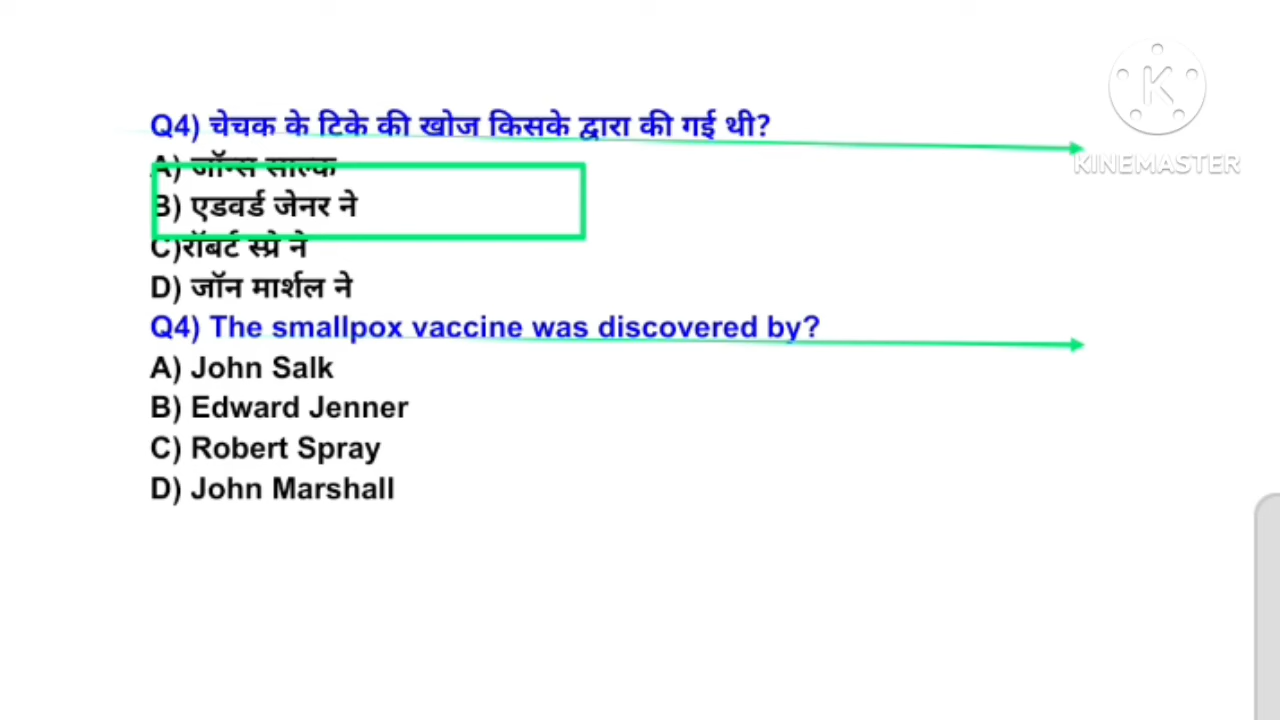 Q4) चेचक के टिके की खोज किसके द्वारा की गई थी?
A) जॉन्स साल्क
B) एडवर्ड जेनर ने
C)रॉबर्ट स्प्रे ने
D) जॉन मार्शल ने
Q4) The smallpox vaccine was discovered by?
A) John Salk
B) Edward Jenner
C) Robert Spray
D) John Marshall
KINEMASTER